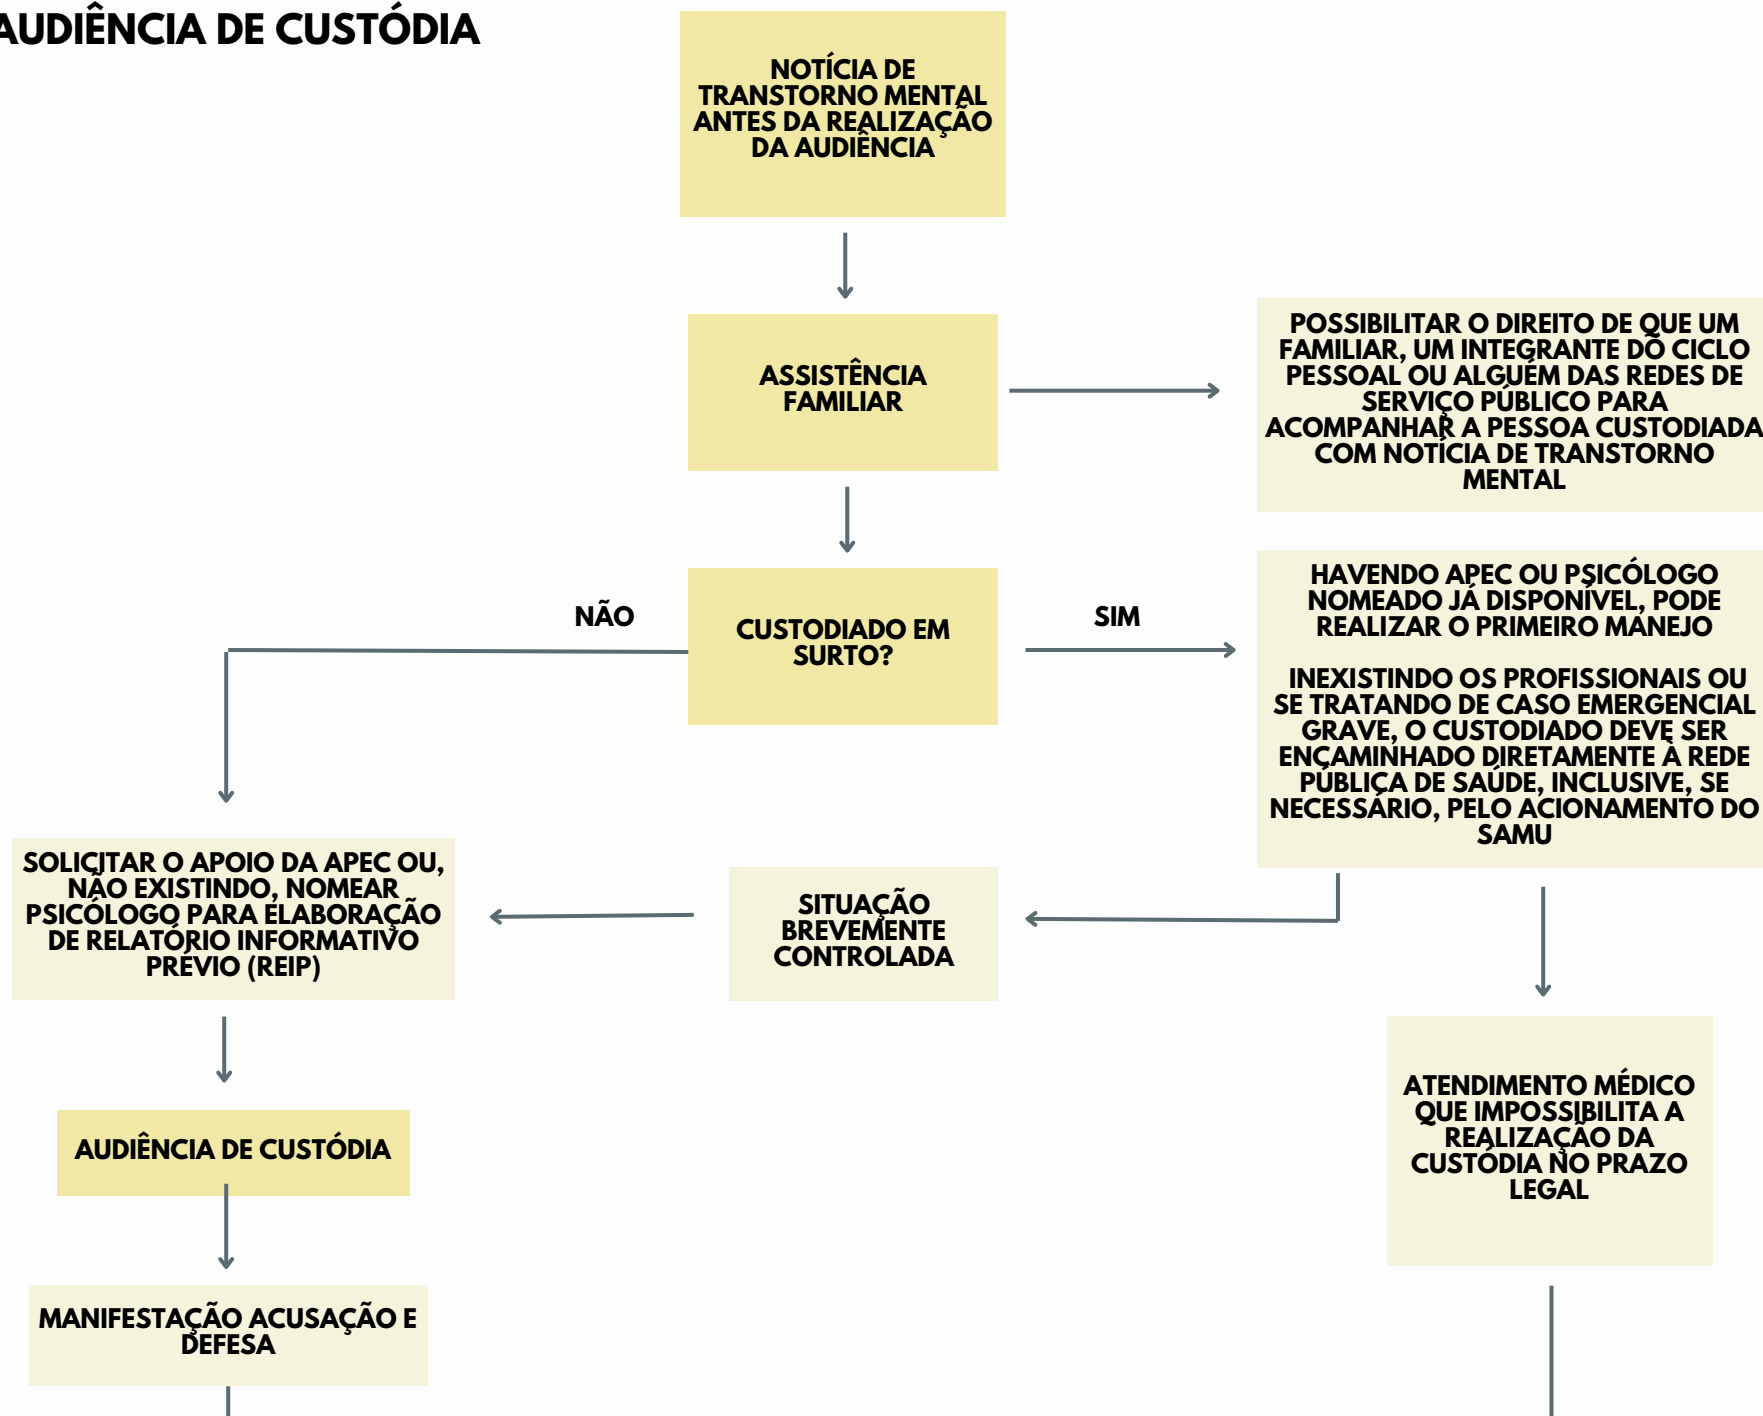 AUDIÊNCIA DE CUSTÓDIA
NOTÍCIA DE
TRANSTORNO MENTAL
ANTES DA REALIZAÇÃO
DA AUDIÊNCIA
ASSISTÊNCIA
FAMILIAR
POSSIBILITAR O DIREITO DE QUE UM
FAMILIAR, UM INTEGRANTE DO CICLO
PESSOAL OU ALGUÉM DAS REDES DE
SERVIÇO PÚBLICO PARA
ACOMPANHAR A PESSOA CUSTODIADA
COM NOTÍCIA DE TRANSTORNO
MENTAL
NÃO
CUSTODIADO EM
SURTO?
SIM
HAVENDO APEC OU PSICÓLOGO
NOMEADO JÁ DISPONÍVEL, PODE
REALIZAR O PRIMEIRO MANEJO
INEXISTINDO OS PROFISSIONAIS OU
SE TRATANDO DE CASO EMERGENCIAL
GRAVE, O CUSTODIADO DEVE SER
ENCAMINHADO DIRETAMENTE À REDE
PÚBLICA DE SAÚDE, INCLUSIVE, SE
NECESSÁRIO, PELO ACIONAMENTO DO
SAMU
SOLICITAR O APOIO DA APEC OU,
NÃO EXISTINDO, NOMEAR
PSICÓLOGO PARA ELABORAÇÃO
DE RELATÓRIO INFORMATIVO
PRÉVIO (REIP)
SITUAÇÃO
BREVEMENTE
CONTROLADA
ATENDIMENTO MÉDICO
QUE IMPOSSIBILITA A
REALIZAÇÃO DA
CUSTÓDIA NO PRAZO
LEGAL
AUDIÊNCIA DE CUSTÓDIA
MANIFESTAÇÃO ACUSAÇÃO E
DEFESA